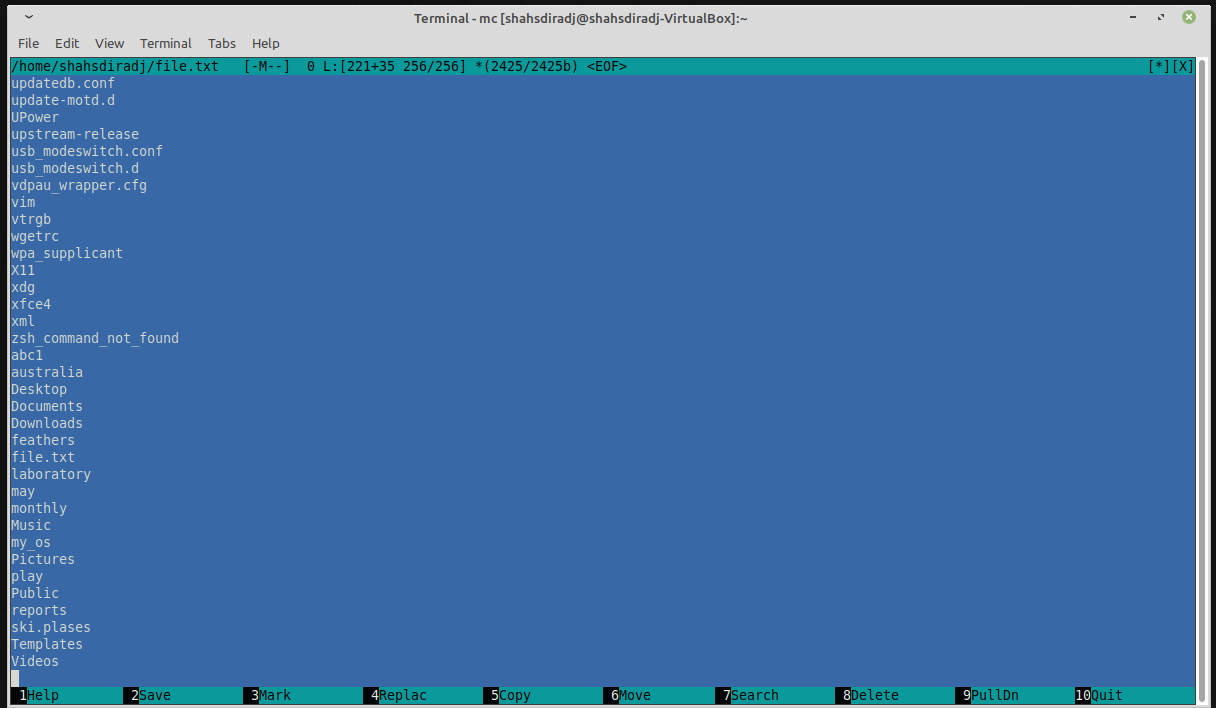 Terminal - mc [shahsdiradj@shahsdiradj-VirtualBox]:~
File Edit View Terminal Tabs Help
/home/shahsdiradj/file.txt [-M--] 0 L:[221+35 256/256] *(2425/2425b) <EOF> [*][X]
updatedb.conf
update-motd.d
UPower
upstream-release
usb_modeswitch.conf
usb_modeswitch.d
vdpau_wrapper.cfg
vim
vtrgb
wgetrc
wpa_supplicant
X11
xdg
xfce4
xml
zsh_command_not_found
abc1
australia
Desktop
Documents
Downloads
feathers
file.txt
laboratory
may
monthly
Music
my_os
Pictures
play
Public
reports
ski.plases
Templates
Videos
1Help 2Save 3Mark 4Replac 5Copy 6Move 7Search 8Delete 9PullDn 10Quit